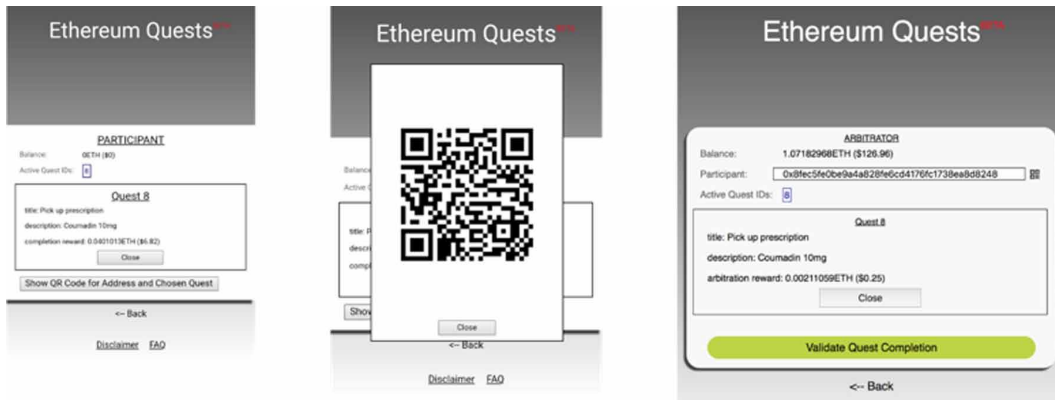 Ethereum Quests
PARTICIPANT
Balance: 0ETH ($0)
Active Quest IDs: 8
Quest 8
title: Pick up prescription
description: Coumadin 10mg
completion reward: 0.0401013ETH ($6.82)
Close
Show QR Code for Address and Chosen Quest
<-- Back
Disclaimer FAQ
Ethereum Quests
Balance
Active
title: P
descri
compl
Show
Close
<-- Back
Disclaimer FAQ
Ethereum Quests
ARBITRATOR
Balance: 1.07182968ETH ($126.96)
Participant: 0x8fec5fe0be9a4a828fe6cd4176fc1738ea8d8248
Active Quest IDs: 8
Quest 8
title: Pick up prescription
description: Coumadin 10mg
arbitration reward: 0.00211059ETH ($0.25)
Close
Validate Quest Completion
<-- Back